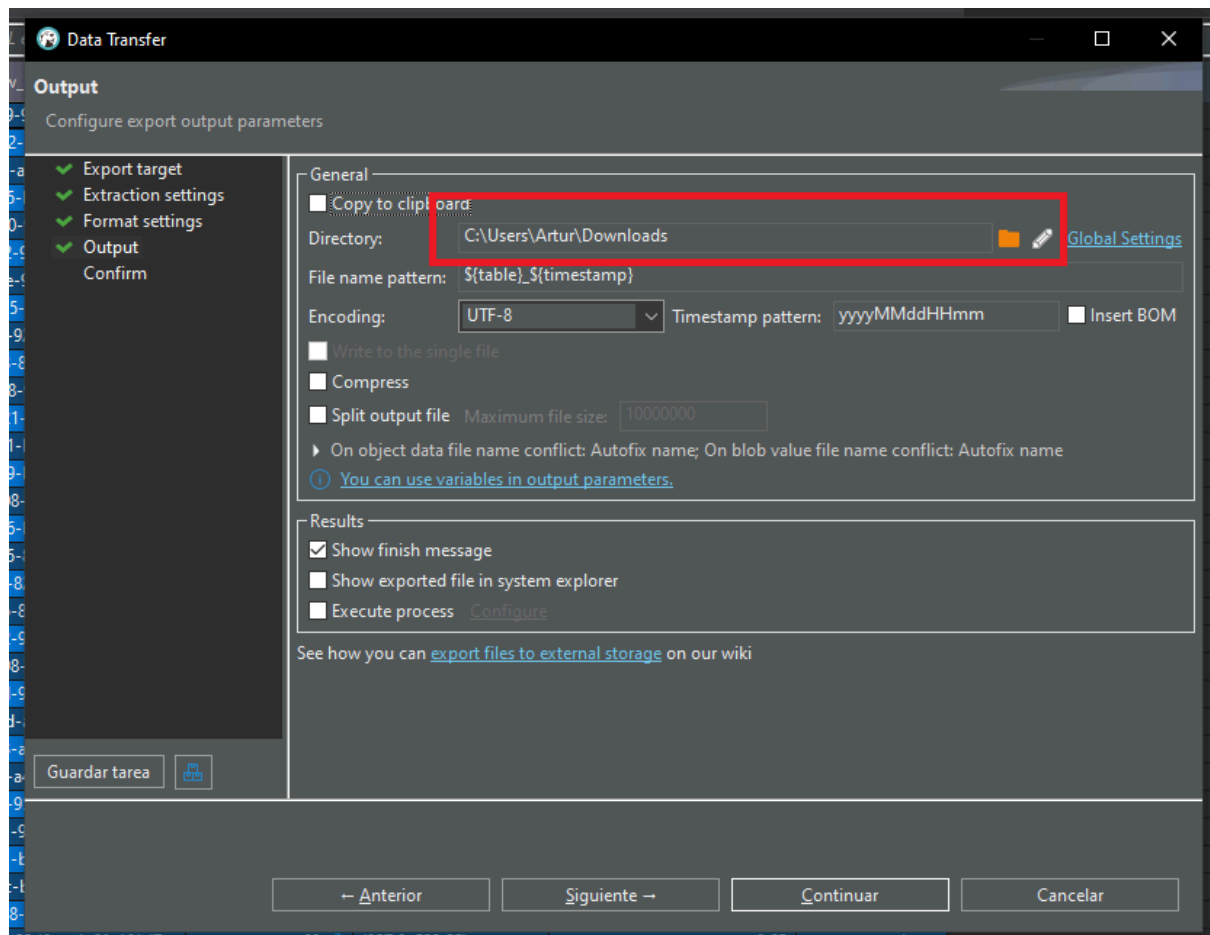 Data Transfer
Output
Configure export output parameters
Export target
Extraction settings
Format settings
Output
Confirm
General
Copy to clipboard
Directory: C:\Users\Artur\Downloads Global Settings
File name pattern: ${table}_${timestamp}
Encoding: UTF-8 Timestamp pattern: yyyyMMddHHmm Insert BOM
Write to the single file
Compress
Split output file Maximum file size: 10000000
On object data file name conflict: Autofix name; On blob value file name conflict: Autofix name
You can use variables in output parameters.
Results
Show finish message
Show exported file in system explorer
Execute process Configure
See how you can export files to external storage on our wiki
Guardar tarea
← Anterior Siguiente → Continuar Cancelar